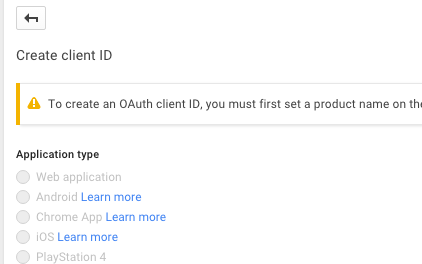 Create client ID
To create an OAuth client ID, you must first set a product name on the
Application type
Web application
Android Learn more
Chrome App Learn more
iOS Learn more
PlayStation 4